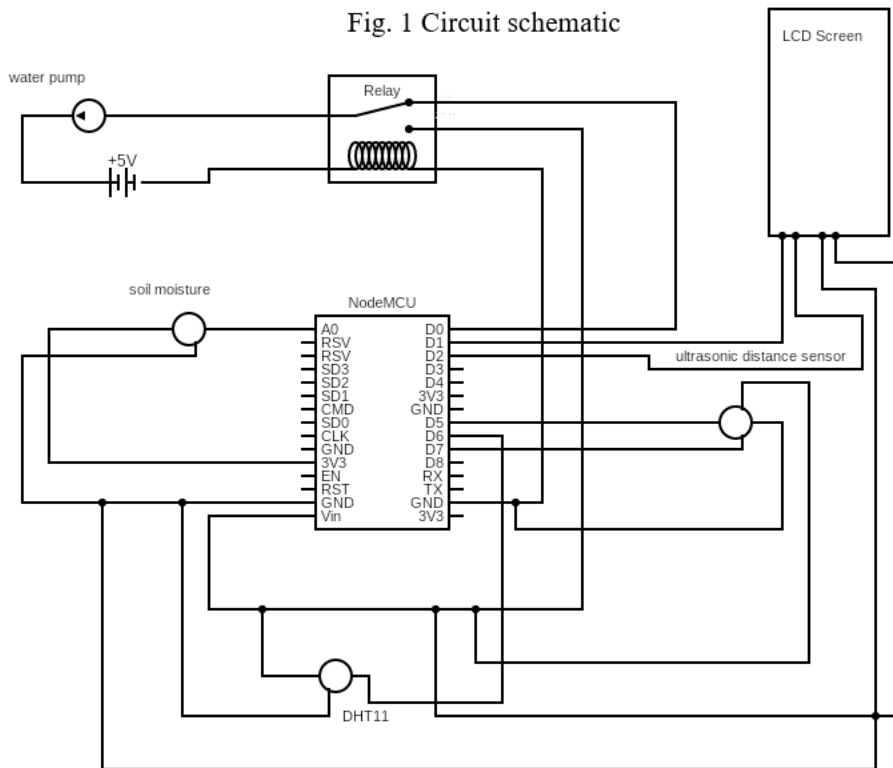 Fig. 1 Circuit schematic
LCD Screen
water pump
Relay
+5V
soil moisture
NodeMCU
A0 D0
RSV D1
RSV D2
SD3 D3
SD2 D4
SD1 3V3
CMD GND
SD0 D5
CLK D6
GND D7
3V3 D8
EN RX
RST TX
GND GND
Vin 3V3
ultrasonic distance sensor
DHT11